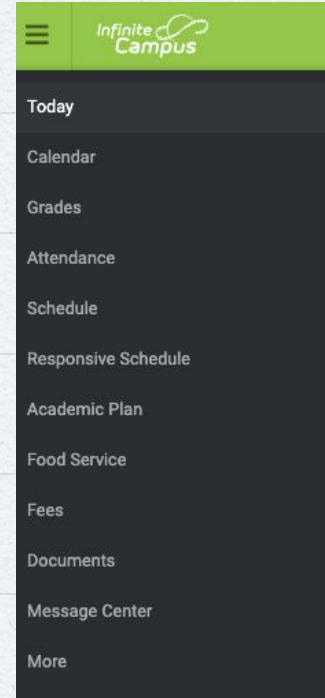 Infinite
Campus
Today
Calendar
Grades
Attendance
Schedule
Responsive Schedule
Academic Plan
Food Service
Fees
Documents
Message Center
More